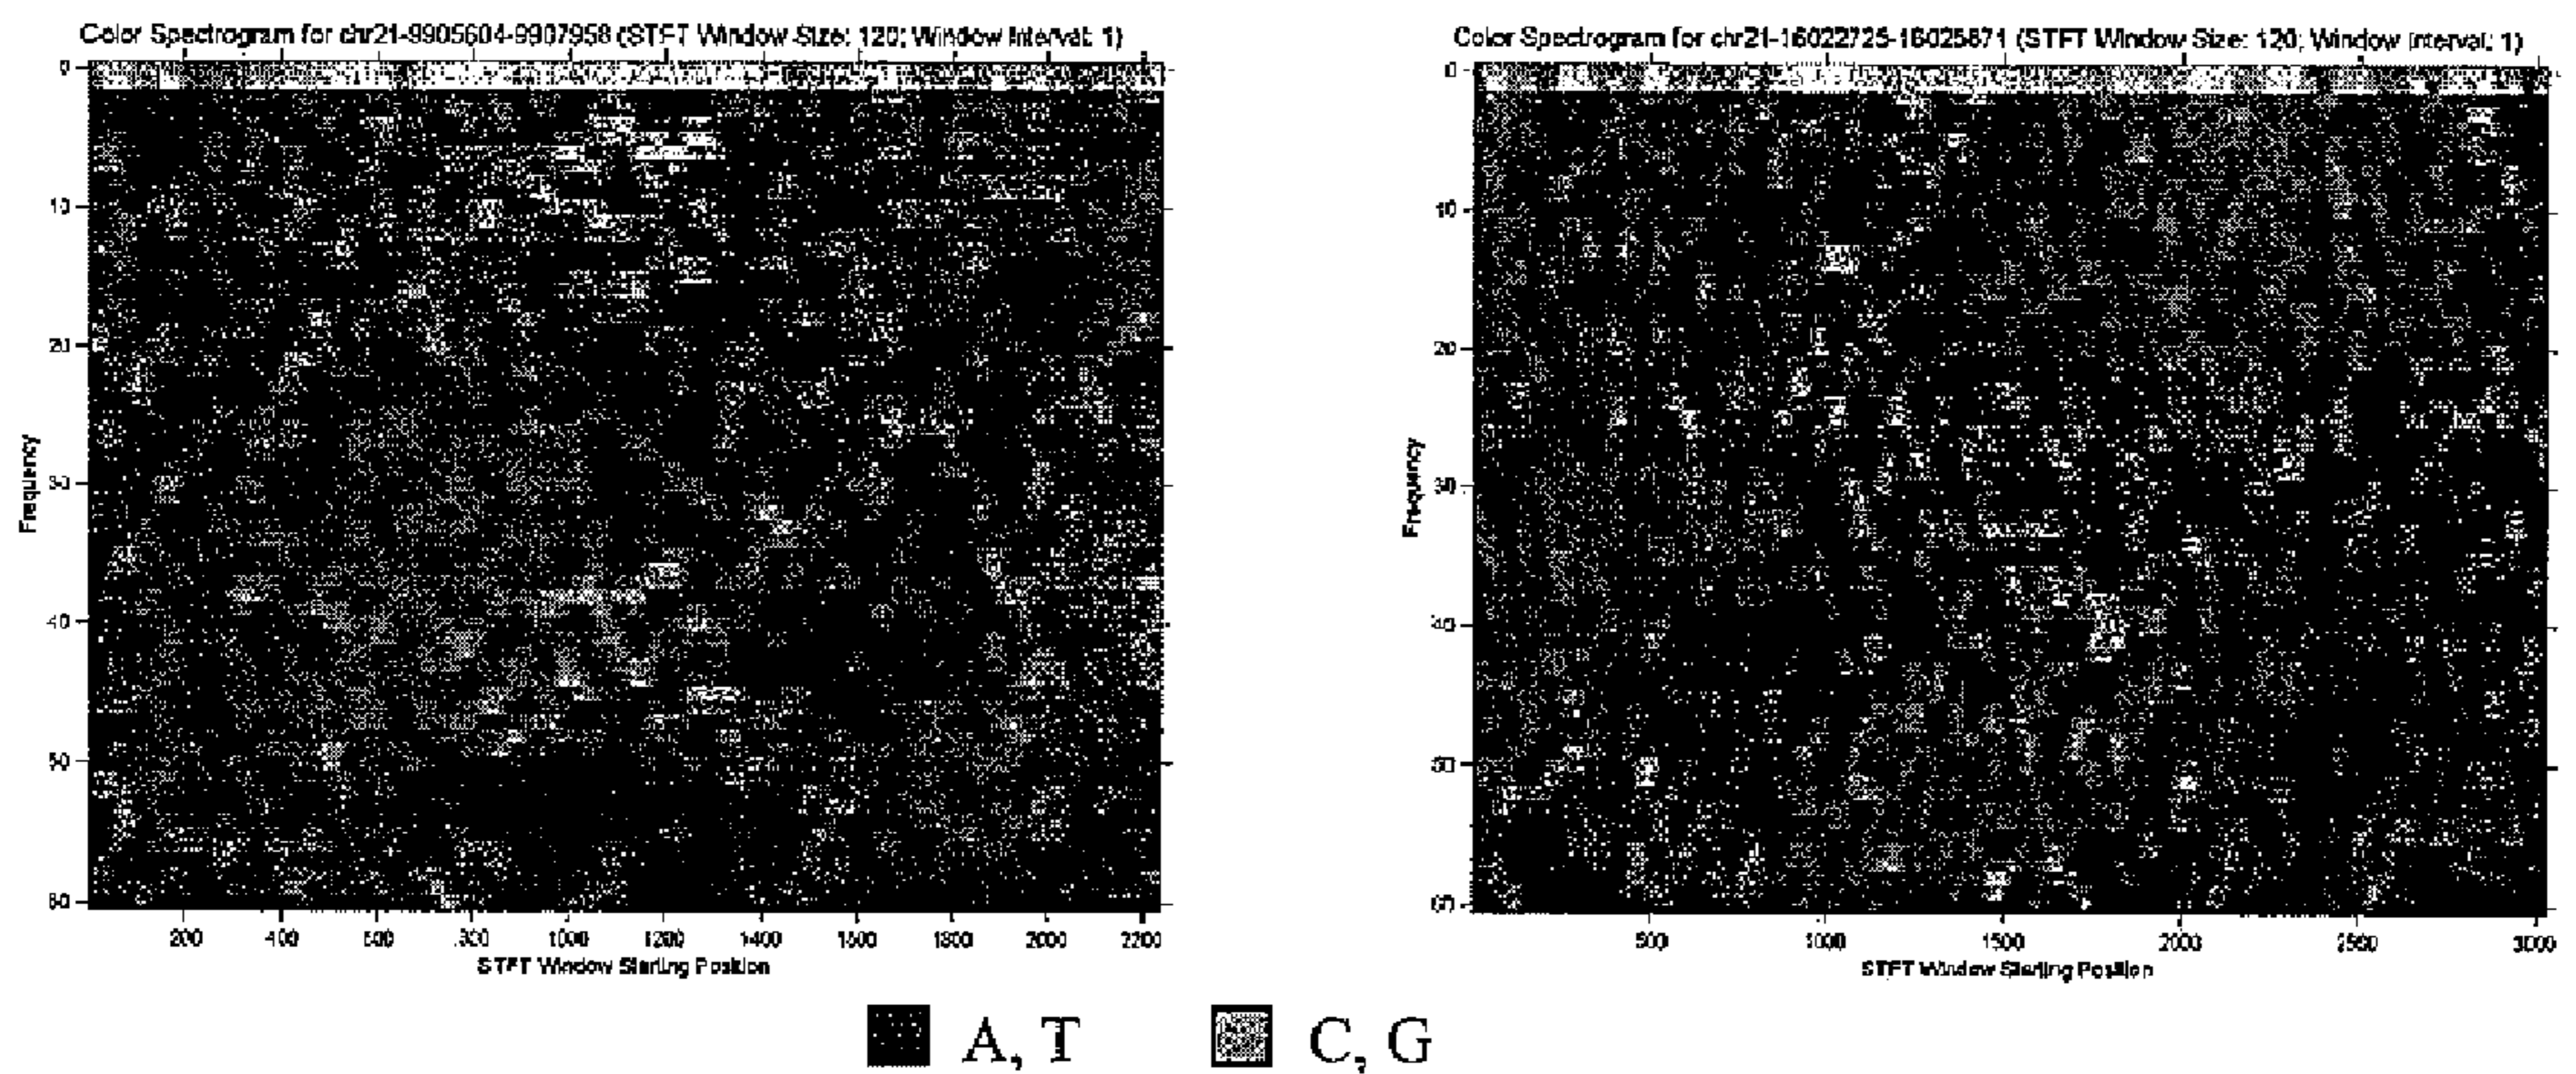 Color Spectrogram for chr21-9905604-9907958 (STFT Window Size: 120; Window Interval: 1)
0
10
20
30
40
50
60
Frequency
200 400 600 800 1000 1200 1400 1600 1800 2000 2200
STFT Window Starting Position
Color Spectrogram for chr21-16022725-16025871 (STFT Window Size: 120; Window Interval: 1)
0
10
20
30
40
50
60
Frequency
500 1000 1500 2000 2500 3000
STFT Window Starting Position
A, T C, G